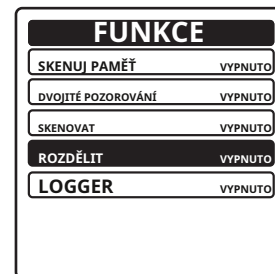 FUNKCE
SKENUJ PAMĚŤ VYPNUTO
DVOJITÉ POZOROVÁNÍ VYPNUTO
SKENOVAT VYPNUTO
ROZDĚLIT VYPNUTO
LOGGER VYPNUTO